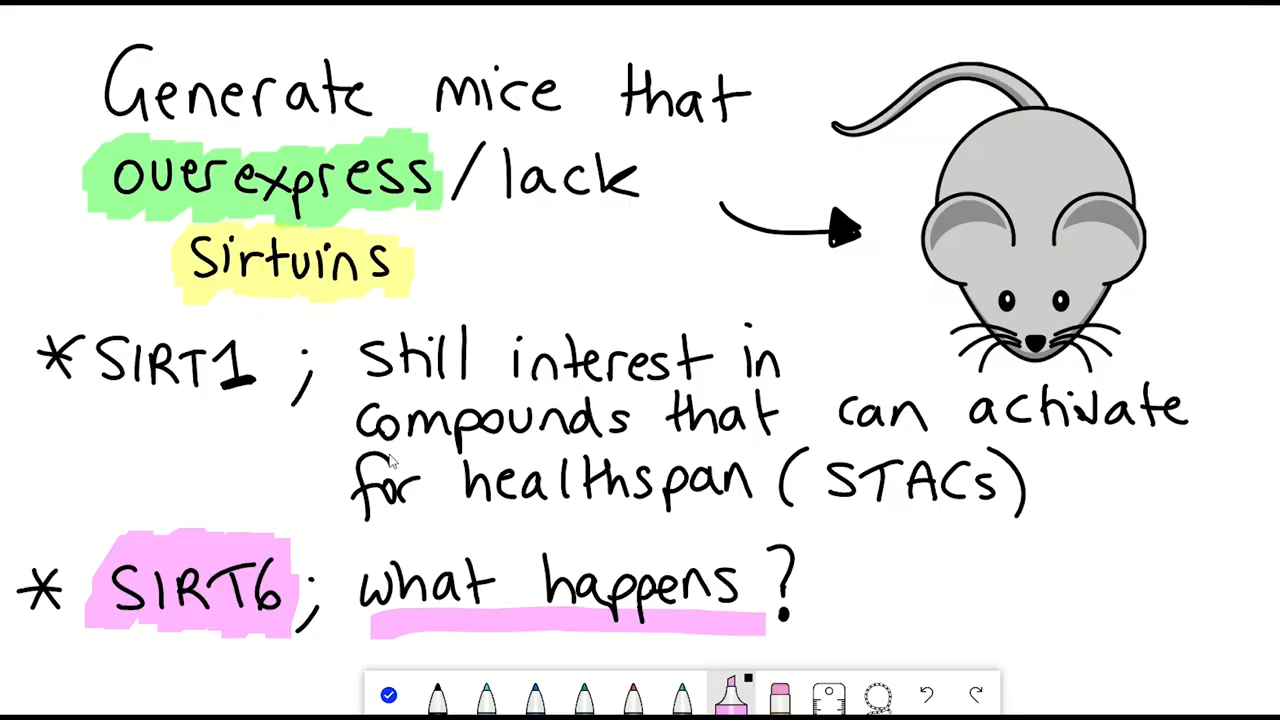 Generate mice that
overexpress/lack
Sirtuins
*SIRT1 ; still interest in
compounds that can activate
for healthspan (STACs)
* SIRT6; what happens?